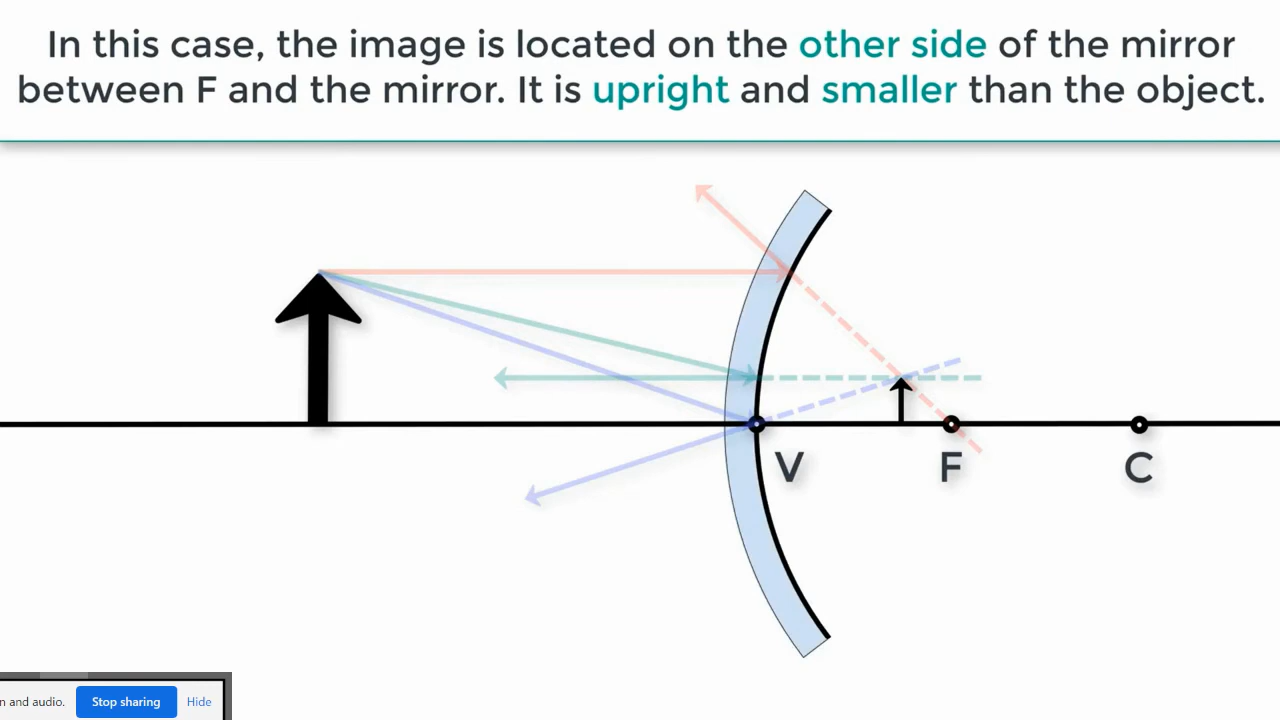 In this case, the image is located on the other side of the mirror
between F and the mirror. It is upright and smaller than the object.
V F C
n and audio. Stop sharing Hide